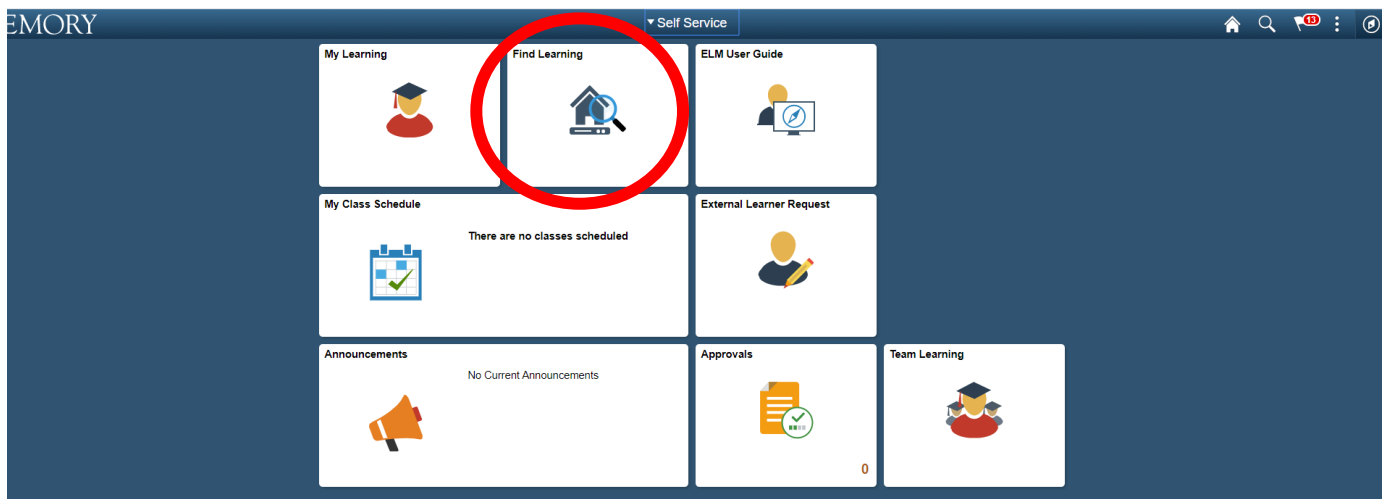 EMORY
Self Service
13
My Learning
Find Learning
ELM User Guide
My Class Schedule
There are no classes scheduled
External Learner Request
Announcements
No Current Announcements
Approvals
0
Team Learning